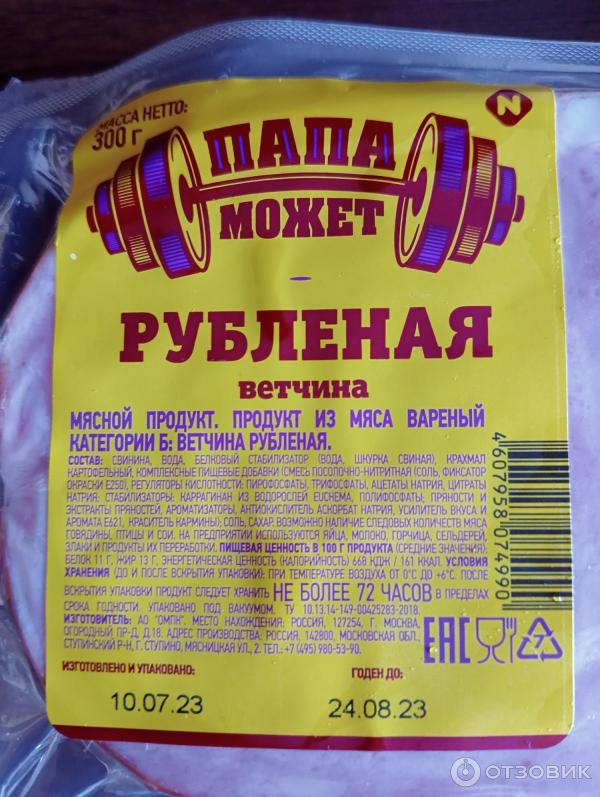 МАССА НЕТТО:
300 г
N
ПАПА
МОЖЕТ
РУБЛЕНАЯ
ветчина
МЯСНОЙ ПРОДУКТ. ПРОДУКТ ИЗ МЯСА ВАРЕНЫЙ
КАТЕГОРИИ Б: ВЕТЧИНА РУБЛЕНАЯ.
СОСТАВ: СВИНИНА, ВОДА, БЕЛКОВЫЙ СТАБИЛИЗАТОР (ВОДА, ШКУРКА СВИНАЯ), КРАХМАЛ
КАРТОФЕЛЬНЫЙ, КОМПЛЕКСНЫЕ ПИЩЕВЫЕ ДОБАВКИ (СМЕСЬ ПОСОЛОЧНО-НИТРИТНАЯ (СОЛЬ, ФИКСАТОР
ОКРАСКИ Е250), РЕГУЛЯТОРЫ КИСЛОТНОСТИ: ПИРОФОСФАТЫ, ТРИФОСФАТЫ, АЦЕТАТЫ НАТРИЯ, ЦИТРАТЫ
НАТРИЯ; СТАБИЛИЗАТОРЫ: КАРРАГИНАН ИЗ ВОДОРОСЛЕЙ EUCHEMA, ПОЛИФОСФАТЫ; ПРЯНОСТИ И
ЭКСТРАКТЫ ПРЯНОСТЕЙ, АРОМАТИЗАТОРЫ, АНТИОКИСЛИТЕЛЬ АСКОРБАТ НАТРИЯ, УСИЛИТЕЛЬ ВКУСА И
АРОМАТА Е621, КРАСИТЕЛЬ КАРМИНЫ); СОЛЬ, САХАР. ВОЗМОЖНО НАЛИЧИЕ СЛЕДОВЫХ КОЛИЧЕСТВ МЯСА
ГОВЯДИНЫ, ПТИЦЫ И СОИ. НА ПРЕДПРИЯТИИ ИСПОЛЬЗУЮТСЯ ЯЙЦА, МОЛОКО, ГОРЧИЦА, СЕЛЬДЕРЕЙ,
ЗЛАКИ И ПРОДУКТЫ ИХ ПЕРЕРАБОТКИ. ПИЩЕВАЯ ЦЕННОСТЬ В 100 Г ПРОДУКТА (СРЕДНИЕ ЗНАЧЕНИЯ):
БЕЛОК 11 Г, ЖИР 13 Г, ЭНЕРГЕТИЧЕСКАЯ ЦЕННОСТЬ (КАЛОРИЙНОСТЬ) 668 КДЖ / 161 ККАЛ. УСЛОВИЯ
ХРАНЕНИЯ (ДО И ПОСЛЕ ВСКРЫТИЯ УПАКОВКИ): ПРИ ТЕМПЕРАТУРЕ ВОЗДУХА ОТ 0°С ДО +6°С. ПОСЛЕ
ВСКРЫТИЯ УПАКОВКИ ПРОДУКТ СЛЕДУЕТ ХРАНИТЬ НЕ БОЛЕЕ 72 ЧАСОВ В ПРЕДЕЛАХ
СРОКА ГОДНОСТИ. УПАКОВАНО ПОД ВАКУУМОМ. ТУ 10.13.14-149-00425283-2018.
ИЗГОТОВИТЕЛЬ: АО "ОМПК". МЕСТО НАХОЖДЕНИЯ: РОССИЯ, 127254, Г. МОСКВА,
ОГОРОДНЫЙ ПР-Д, Д.18. АДРЕС ПРОИЗВОДСТВА: РОССИЯ, 142800, МОСКОВСКАЯ ОБЛ.,
СТУПИНСКИЙ Р-Н, Г. СТУПИНО, МЯСНИЦКАЯ УЛ., 2. ТЕЛ.: +7 (495) 980-53-90.
4607958074990
EAC
7
ИЗГОТОВЛЕНО И УПАКОВАНО:
ГОДЕН ДО:
10.07.23
24.08.23
ОТЗОВИК